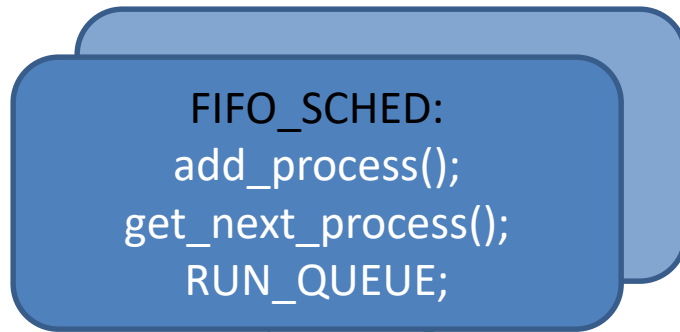 FIFO_SCHED:
add_process();
get_next_process();
RUN_QUEUE;